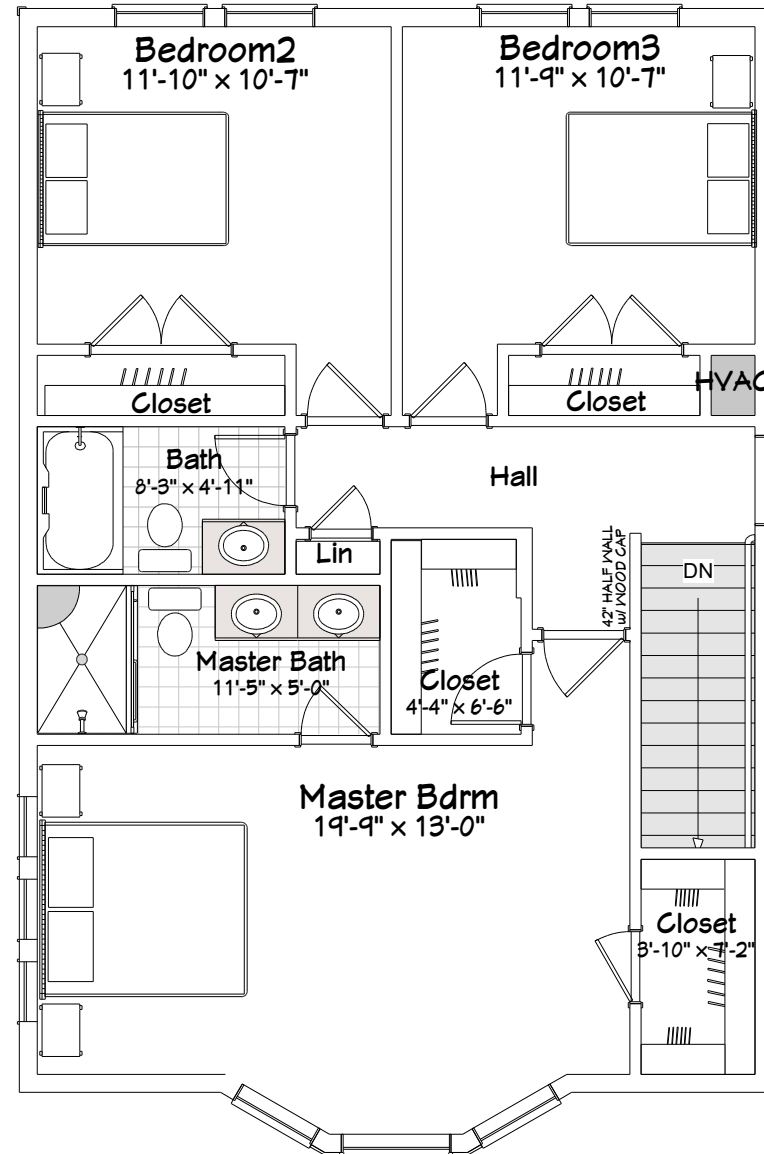 Bedroom2
11'-10" x 10'-7"
Bedroom3
11'-9" x 10'-7"
Closet
Closet
HVAC
Bath
8'-3" x 4'-11"
Hall
Lin
42" HALF WALL
w/ WOOD CAP
DN
Master Bath
11'-5" x 5'-0"
Closet
4'-4" x 6'-6"
Master Bdrm
19'-9" x 13'-0"
Closet
3'-10" x 7'-2"